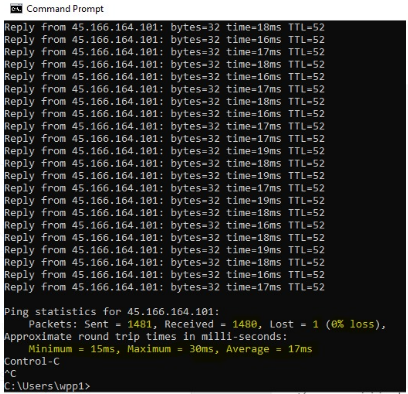 Command Prompt
Reply from 45.166.164.101: bytes=32 time=18ms TTL=52
Reply from 45.166.164.101: bytes=32 time=16ms TTL=52
Reply from 45.166.164.101: bytes=32 time=17ms TTL=52
Reply from 45.166.164.101: bytes=32 time=18ms TTL=52
Reply from 45.166.164.101: bytes=32 time=16ms TTL=52
Reply from 45.166.164.101: bytes=32 time=17ms TTL=52
Reply from 45.166.164.101: bytes=32 time=18ms TTL=52
Reply from 45.166.164.101: bytes=32 time=16ms TTL=52
Reply from 45.166.164.101: bytes=32 time=17ms TTL=52
Reply from 45.166.164.101: bytes=32 time=17ms TTL=52
Reply from 45.166.164.101: bytes=32 time=19ms TTL=52
Reply from 45.166.164.101: bytes=32 time=18ms TTL=52
Reply from 45.166.164.101: bytes=32 time=16ms TTL=52
Reply from 45.166.164.101: bytes=32 time=17ms TTL=52
Reply from 45.166.164.101: bytes=32 time=19ms TTL=52
Reply from 45.166.164.101: bytes=32 time=18ms TTL=52
Reply from 45.166.164.101: bytes=32 time=16ms TTL=52
Reply from 45.166.164.101: bytes=32 time=18ms TTL=52
Reply from 45.166.164.101: bytes=32 time=19ms TTL=52
Reply from 45.166.164.101: bytes=32 time=18ms TTL=52
Reply from 45.166.164.101: bytes=32 time=16ms TTL=52
Reply from 45.166.164.101: bytes=32 time=17ms TTL=52
Ping statistics for 45.166.164.101:
Packets: Sent = 1481, Received = 1480, Lost = 1 (0% loss),
Approximate round trip times in milli-seconds:
Minimum = 15ms, Maximum = 30ms, Average = 17ms
Control-C
^C
C:\Users\wpp1>